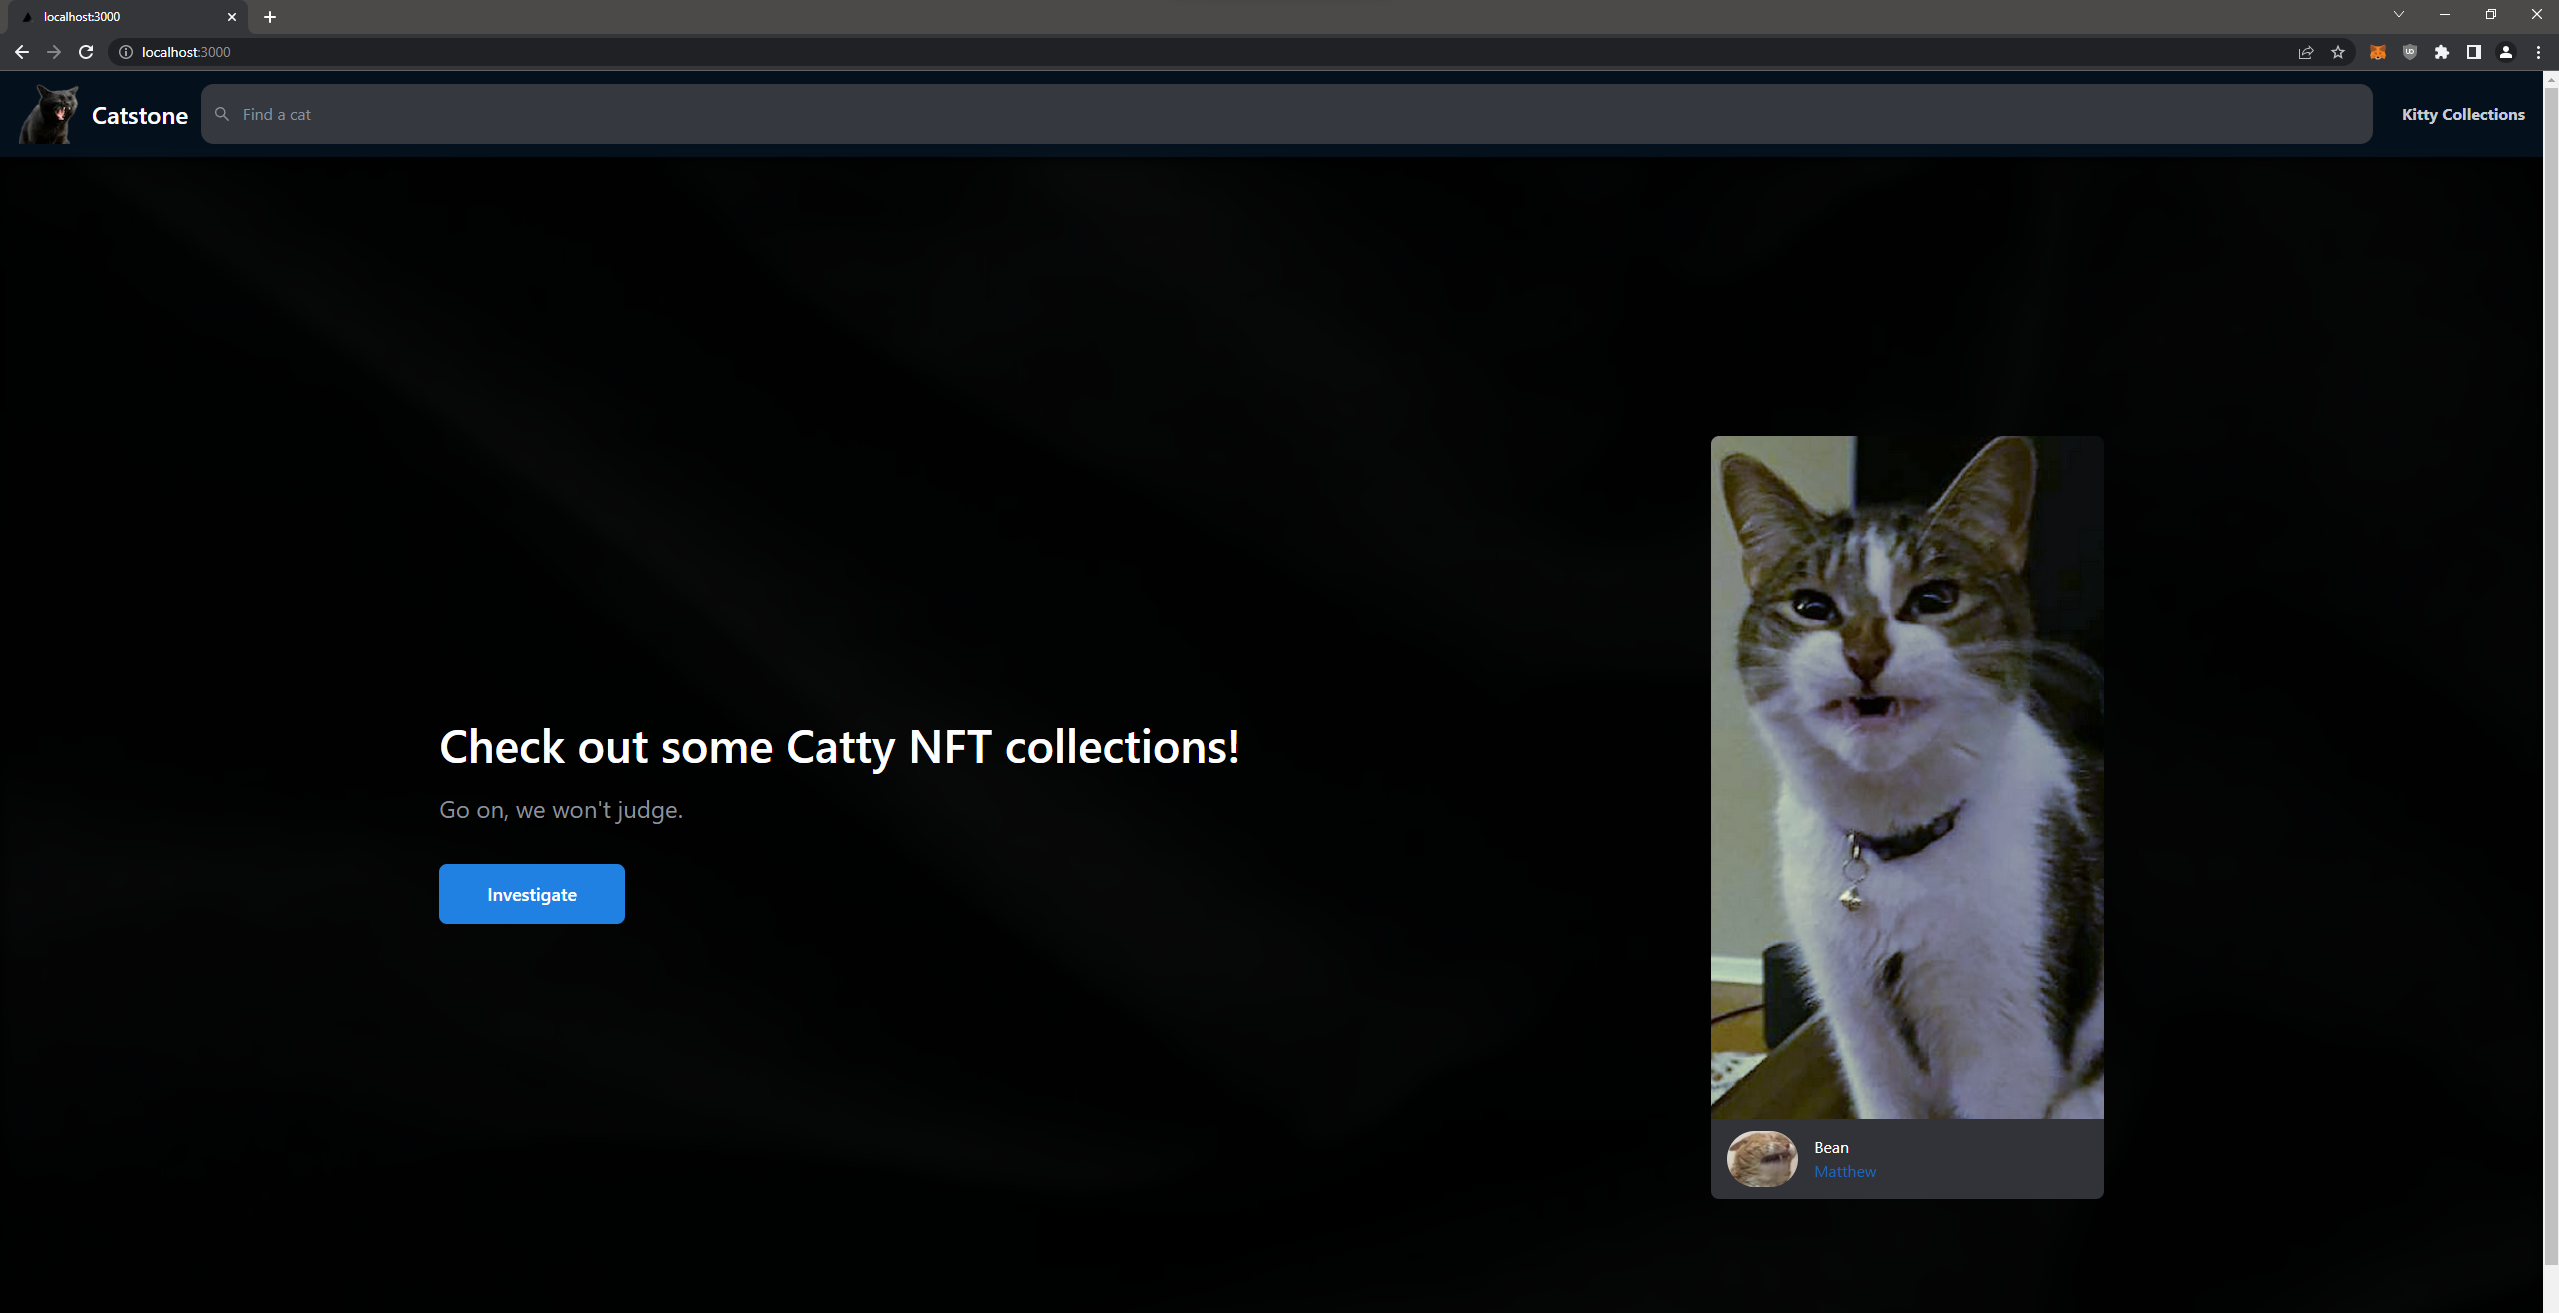 localhost:3000
localhost:3000
Catstone
Find a cat
Kitty Collections
Check out some Catty NFT collections!
Go on, we won't judge.
Investigate
Bean
Matthew